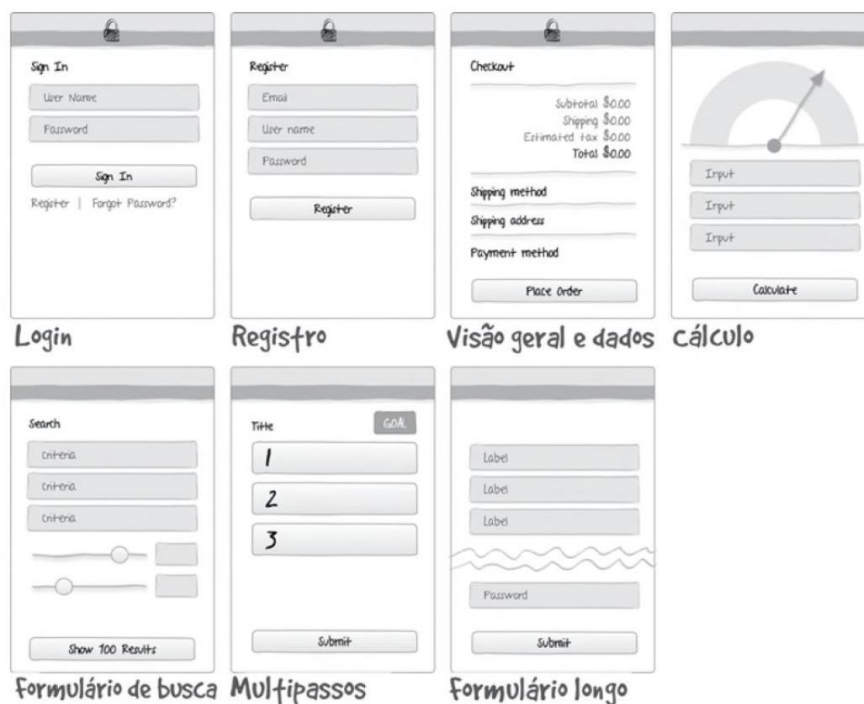 Sign In
User Name
Password
Sign In
Register | Forgot Password?
Login
Register
Email
User name
Password
Register
Registro
Checkout
Subtotal $0.00
Shipping $0.00
Estimated tax $0.00
Total $0.00
Shipping method
Shipping address
Payment method
Place Order
Visão geral e dados
Input
Input
Input
Calculate
Cálculo
Search
Criteria
Criteria
Criteria
Show 100 Results
Formulário de busca
Title
GOAL
1
2
3
Submit
Multipassos
Label
Label
Label
Password
Submit
Formulário longo